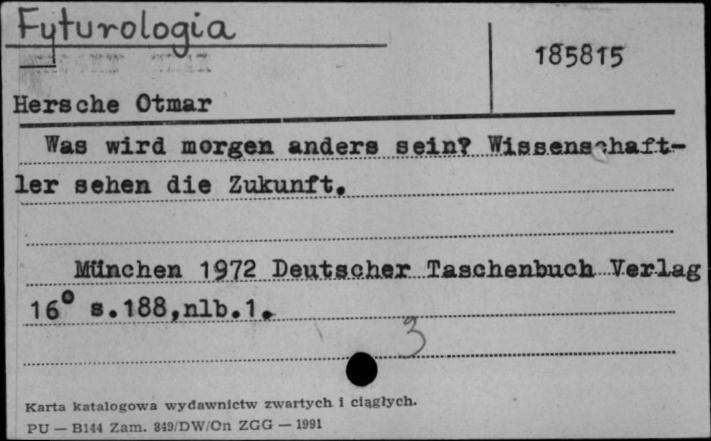 Fyturologia
185815
Hersche Otmar
Was wird morgen anders sein? Wissenschaft-
ler sehen die Zukunft.
München 1972 Deutscher Taschenbuch Verlag
16° s.188,nlb.1.
3
Karta katalogowa wydawnictw zwartych i ciągłych.
PU — B144 Zam. 849/DW/On ZGG — 1991